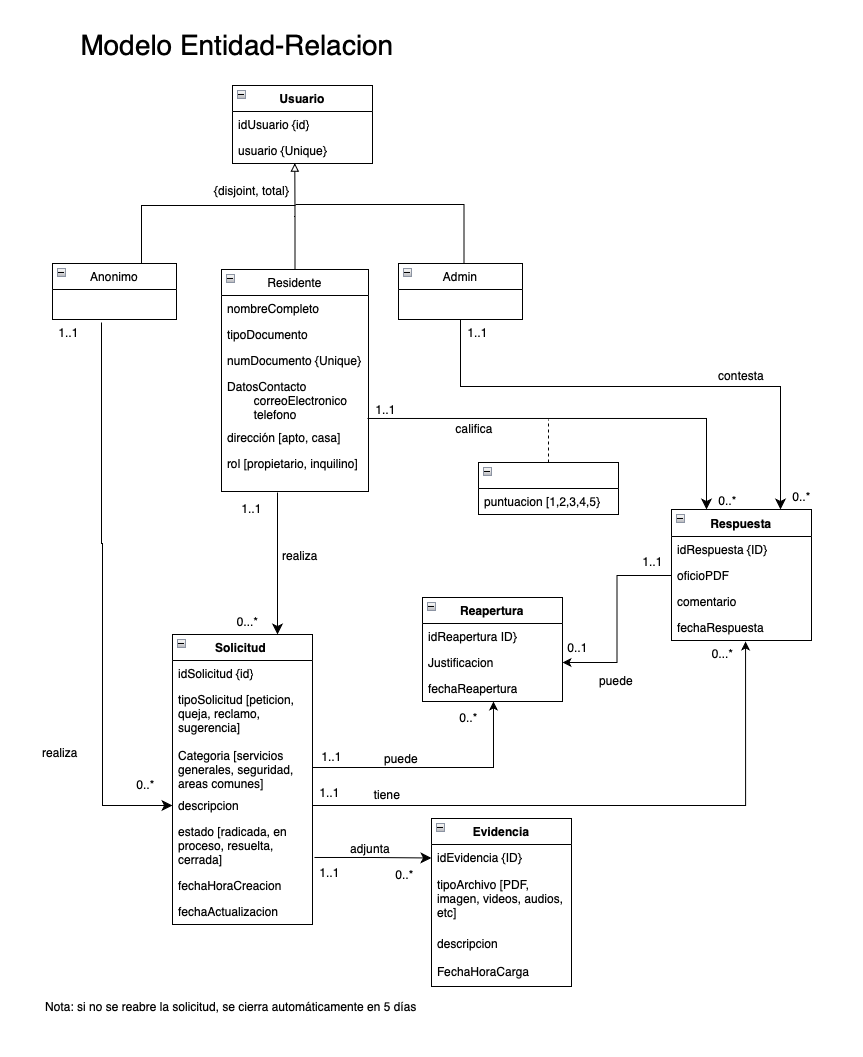 Modelo Entidad-Relacion
Usuario
idUsuario {id}
usuario {Unique}
{disjoint, total}
Anonimo
1..1
Residente
nombreCompleto
tipoDocumento
numDocumento {Unique}
DatosContacto
correoElectronico
telefono
dirección [apto, casa]
rol [propietario, inquilino]
Admin
1..1
contesta
1..1
califica
puntuacion [1,2,3,4,5}
0..*
0..*
Respuesta
idRespuesta {ID}
oficioPDF
comentario
fechaRespuesta
1..1
1..1
realiza
0...*
Reapertura
idReapertura ID}
Justificacion
fechaReapertura
0..1
puede
0...*
0..*
Solicitud
idSolicitud {id}
tipoSolicitud [peticion,
queja, reclamo,
sugerencia]
Categoria [servicios
generales, seguridad,
areas comunes]
descripcion
estado [radicada, en
proceso, resuelta,
cerrada]
fechaHoraCreacion
fechaActualizacion
realiza
0..*
1..1
puede
1..1
tiene
adjunta
1..1
0..*
Evidencia
idEvidencia {ID}
tipoArchivo [PDF,
imagen, videos, audios,
etc]
descripcion
FechaHoraCarga
Nota: si no se reabre la solicitud, se cierra automáticamente en 5 días